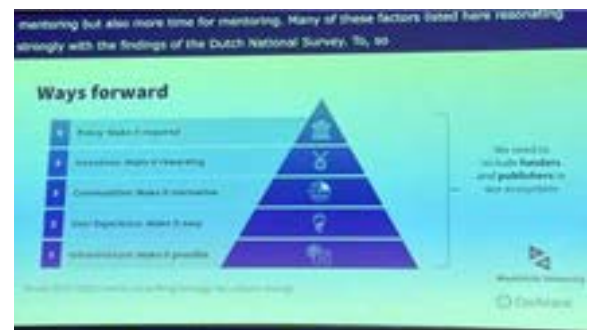 mentoring but also more time for mentoring. Many of these factors listed here resonating
strongly with the findings of the Dutch National Survey. To, so
Ways forward
Policy Make it required
Incentives Make it rewarding
Communities Make it normative
User Experience Make it easy
Infrastructure Make it possible
We need to
include funders
and publishers in
our ecosystem
Maastricht University
Cochrane